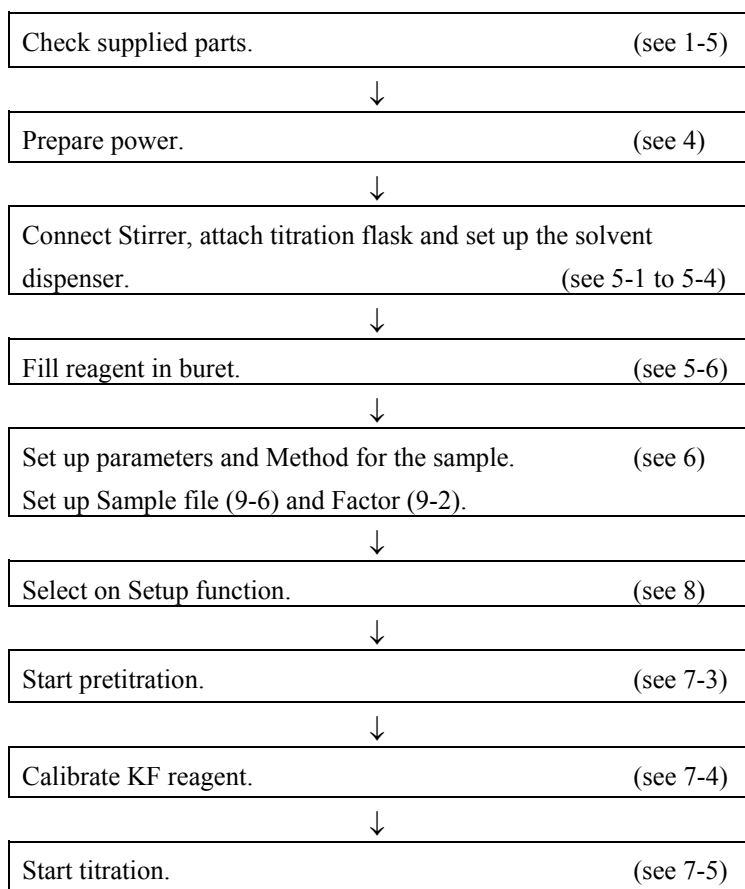 Check supplied parts. (see 1-5)
↓
Prepare power. (see 4)
↓
Connect Stirrer, attach titration flask and set up the solvent
dispenser. (see 5-1 to 5-4)
↓
Fill reagent in buret. (see 5-6)
↓
Set up parameters and Method for the sample. (see 6)
Set up Sample file (9-6) and Factor (9-2).
↓
Select on Setup function. (see 8)
↓
Start pretitration. (see 7-3)
↓
Calibrate KF reagent. (see 7-4)
↓
Start titration. (see 7-5)